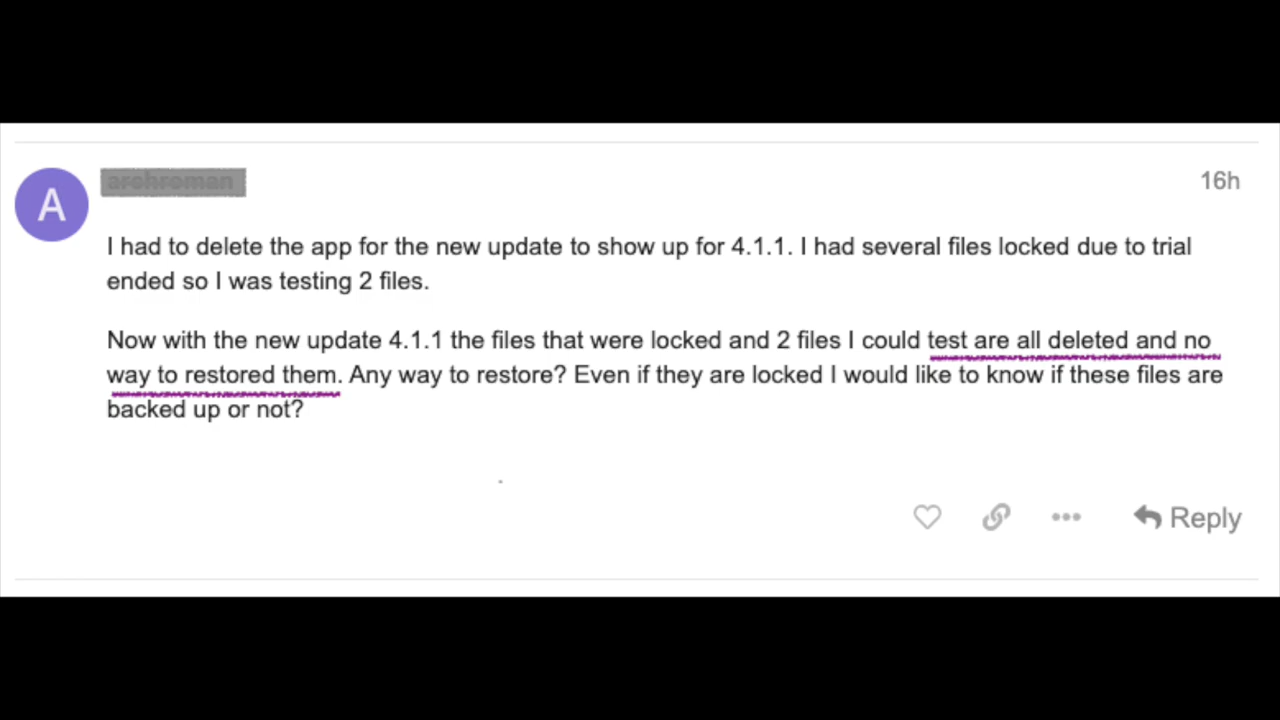 A
16h
I had to delete the app for the new update to show up for 4.1.1. I had several files locked due to trial
ended so I was testing 2 files.
Now with the new update 4.1.1 the files that were locked and 2 files I could test are all deleted and no
way to restored them. Any way to restore? Even if they are locked I would like to know if these files are
backed up or not?
Reply